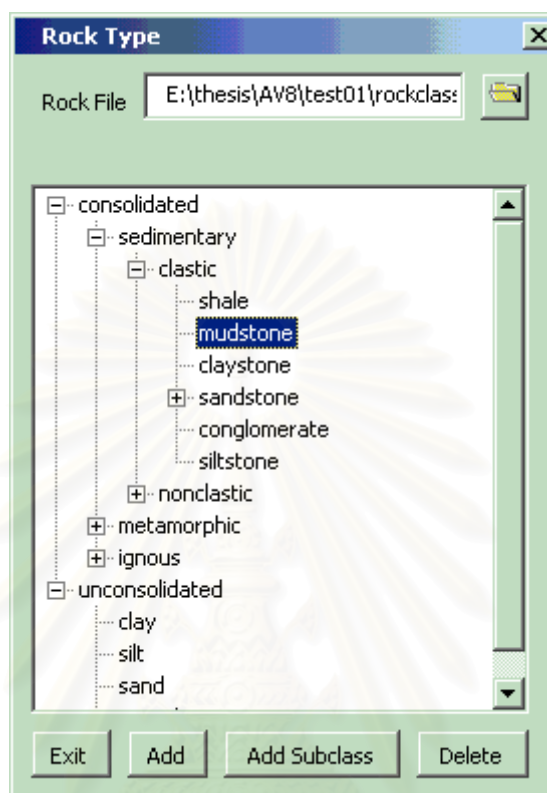 Rock Type
Rock File E:\thesis\AV8\test01\rockclas
consolidated
sedimentary
clastic
shale
mudstone
claystone
sandstone
conglomerate
siltstone
nonclastic
metamorphic
ignous
unconsolidated
clay
silt
sand
Exit Add Add Subclass Delete